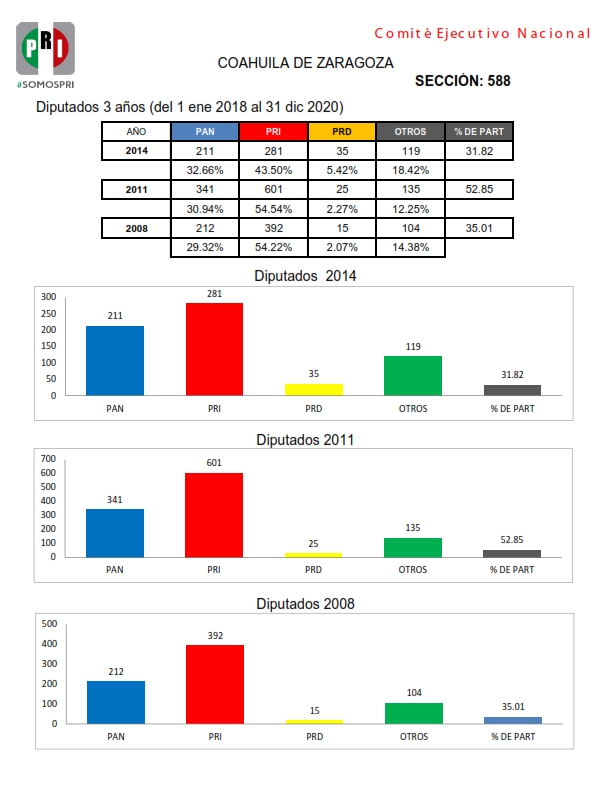 Comité Ejecutivo Nacional
PRI
#SOMOSPRI
COAHUILA DE ZARAGOZA
SECCIÓN: 588
Diputados 3 años (del 1 ene 2018 al 31 dic 2020)
AÑO PAN PRI PRD OTROS % DE PART
2014 211 281 35 119 31.82
32.66% 43.50% 5.42% 18.42%
2011 341 601 25 135 52.85
30.94% 54.54% 2.27% 12.25%
2008 212 392 15 104 35.01
29.32% 54.22% 2.07% 14.38%
Diputados 2014
300
250
200
150
100
50
0
211 281 35 119 31.82
PAN PRI PRD OTROS % DE PART
Diputados 2011
700
600
500
400
300
200
100
0
341 601 25 135 52.85
PAN PRI PRD OTROS % DE PART
Diputados 2008
500
400
300
200
100
0
212 392 15 104 35.01
PAN PRI PRD OTROS % DE PART